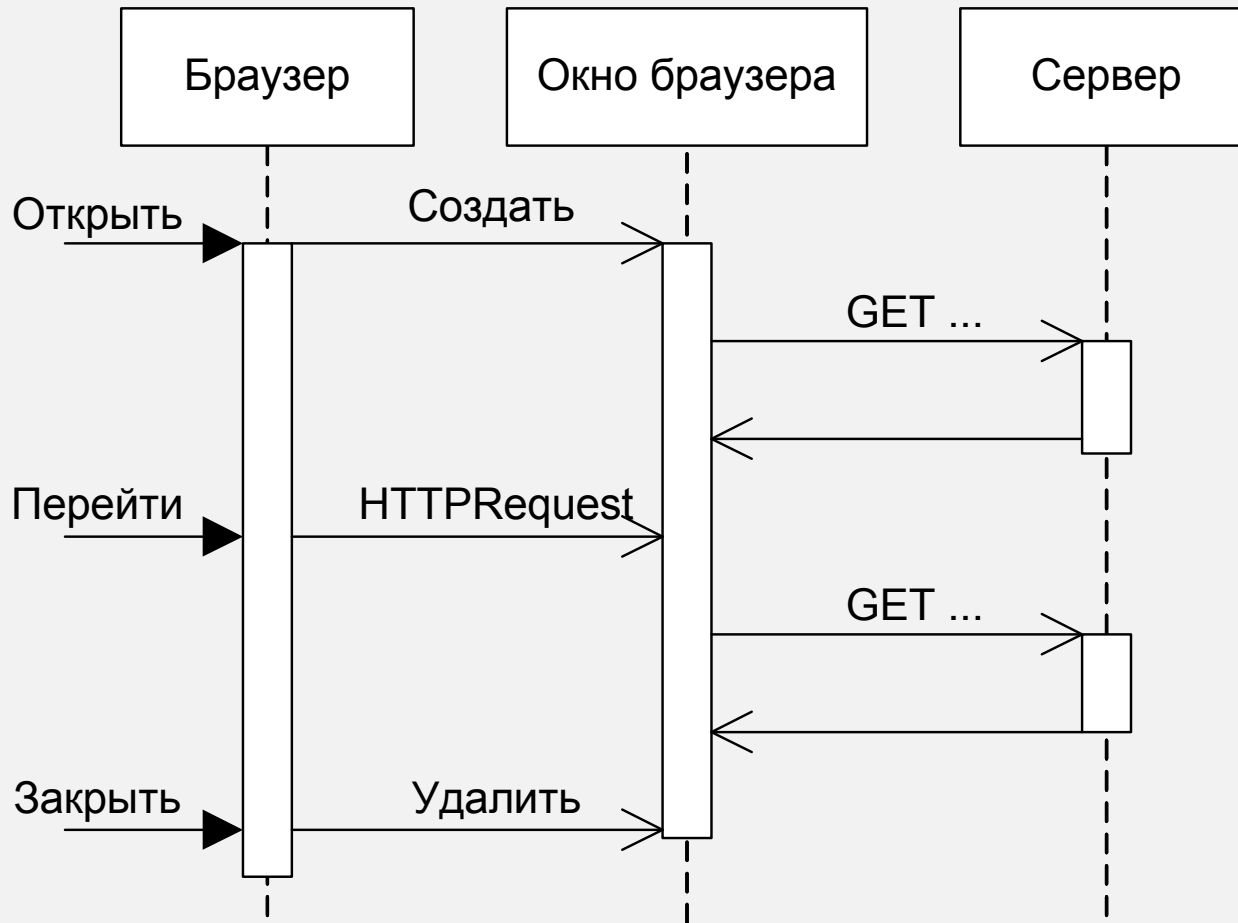 Браузер
Окно браузера
Сервер
Открыть
Создать
GET ...
Перейти
HTTPRequest
GET ...
Закрыть
Удалить